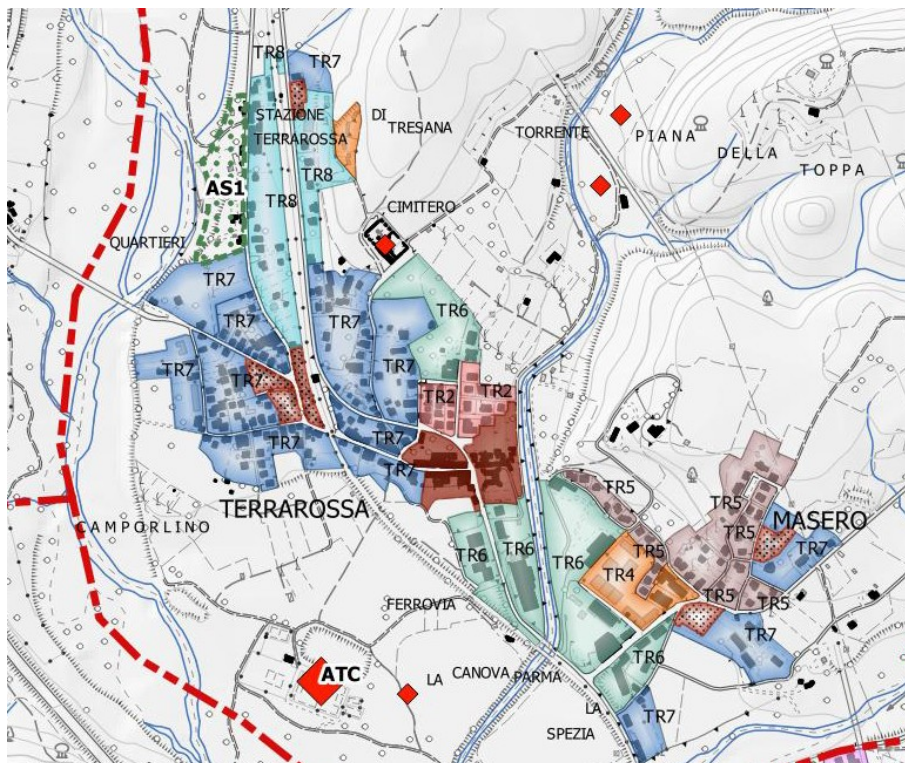 TR8
TR7
STAZIONE
TERRAROSSA
DI
TRESANA
TORRENTE
PIANA
DELLA
TOPPA
TR8
AS1
TR8
CIMITERO
QUARTIERI
TR7
TR6
TR7
TR7
TR7
TR7
TR7
TR2
TR2
TR7
TR7
TR7
TR5
TR5
TERRAROSSA
MASERO
CAMPORLINO
TR5
TR6
TR6
TR6
TR5
TR7
TR4
TR5
TR5
FERROVIA
TR7
TR6
ATC
LA
CANOVA
PARMA
LA
SPEZIA
TR7